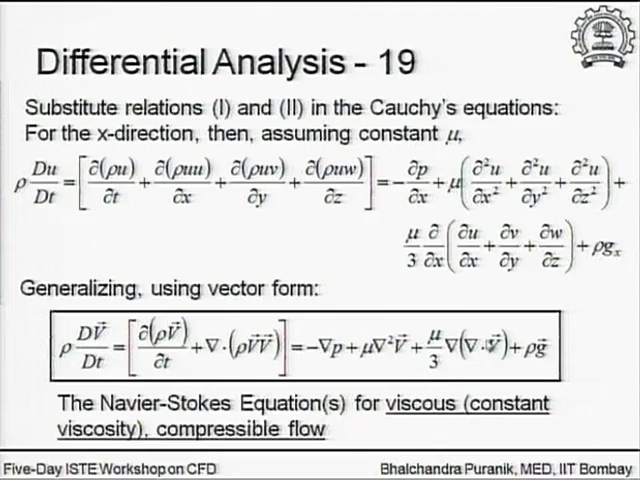 Differential Analysis - 19
Substitute relations (I) and (II) in the Cauchy's equations:
For the x-direction, then, assuming constant μ,
ρ Du/Dt = [∂(ρu)/∂t + ∂(ρuu)/∂x + ∂(ρuv)/∂y + ∂(ρuw)/∂z] = −∂p/∂x + μ(∂²u/∂x² + ∂²u/∂y² + ∂²u/∂z²) +
μ/3 ∂/∂x (∂u/∂x + ∂v/∂y + ∂w/∂z) + ρgₓ
Generalizing, using vector form:
ρ DV⃗/Dt = [∂(ρV⃗)/∂t + ∇·(ρV⃗V⃗)] = −∇p + μ∇²V⃗ + μ/3 ∇(∇·V⃗) + ρg⃗
The Navier-Stokes Equation(s) for viscous (constant
viscosity), compressible flow
Five-Day ISTE Workshop on CFD
Bhalchandra Puranik, MED, IIT Bombay